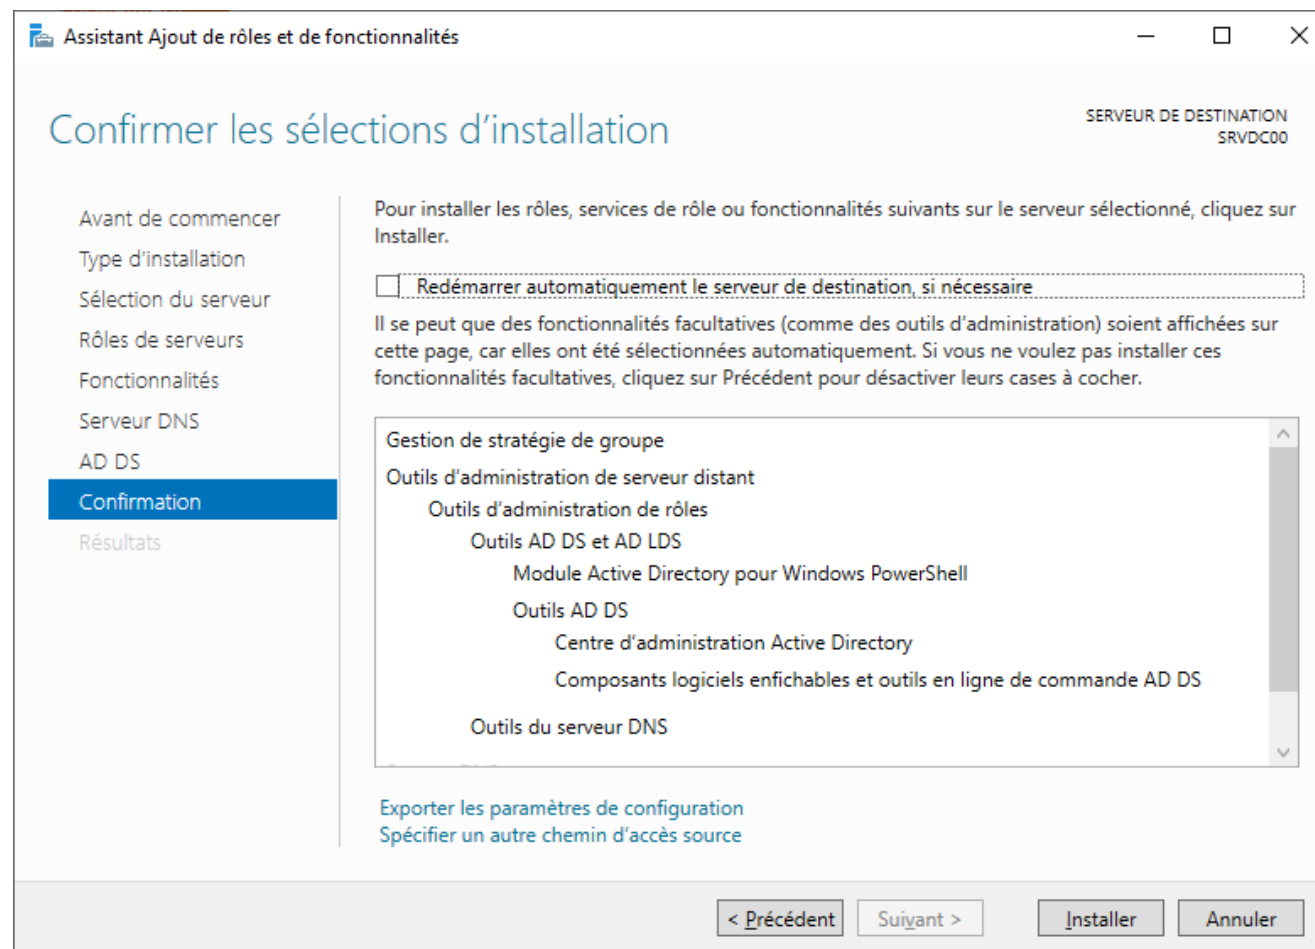 Assistant Ajout de rôles et de fonctionnalités
Confirmer les sélections d’installation
SERVEUR DE DESTINATION
SRVDC00
Avant de commencer
Type d’installation
Sélection du serveur
Rôles de serveurs
Fonctionnalités
Serveur DNS
AD DS
Confirmation
Résultats
Pour installer les rôles, services de rôle ou fonctionnalités suivants sur le serveur sélectionné, cliquez sur
Installer.
Redémarrer automatiquement le serveur de destination, si nécessaire
Il se peut que des fonctionnalités facultatives (comme des outils d’administration) soient affichées sur
cette page, car elles ont été sélectionnées automatiquement. Si vous ne voulez pas installer ces
fonctionnalités facultatives, cliquez sur Précédent pour désactiver leurs cases à cocher.
Gestion de stratégie de groupe
Outils d’administration de serveur distant
Outils d’administration de rôles
Outils AD DS et AD LDS
Module Active Directory pour Windows PowerShell
Outils AD DS
Centre d’administration Active Directory
Composants logiciels enfichables et outils en ligne de commande AD DS
Outils du serveur DNS
Exporter les paramètres de configuration
Spécifier un autre chemin d’accès source
< Précédent
Suivant >
Installer
Annuler